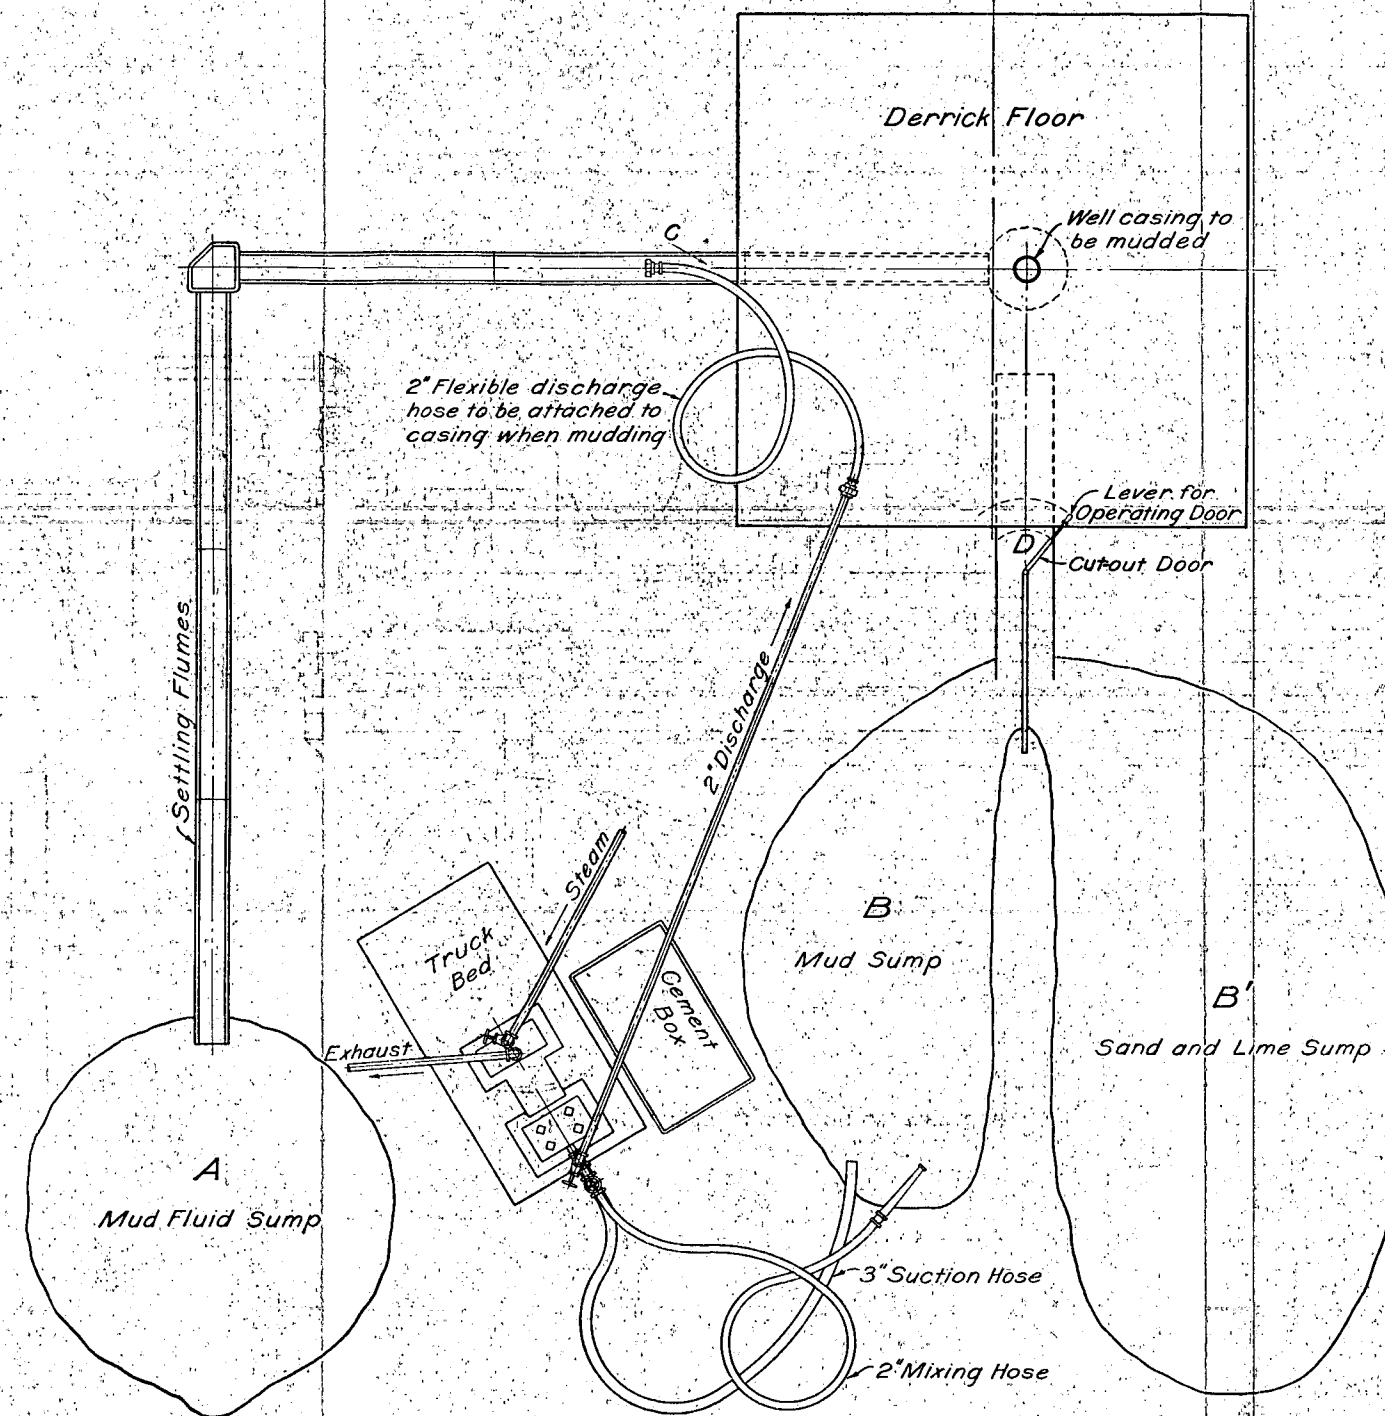 Derrick Floor
C
Well casing to
be mudded
2" Flexible discharge
hose to be attached to
casing when mudding
Lever for
Operating Door
D
Cutout Door
Settling Flumes
2" Discharge
Steam
Truck
Bed
Cement
Box
Exhaust
B
Mud Sump
B'
Sand and Lime Sump
A
Mud Fluid Sump
3" Suction Hose
2" Mixing Hose